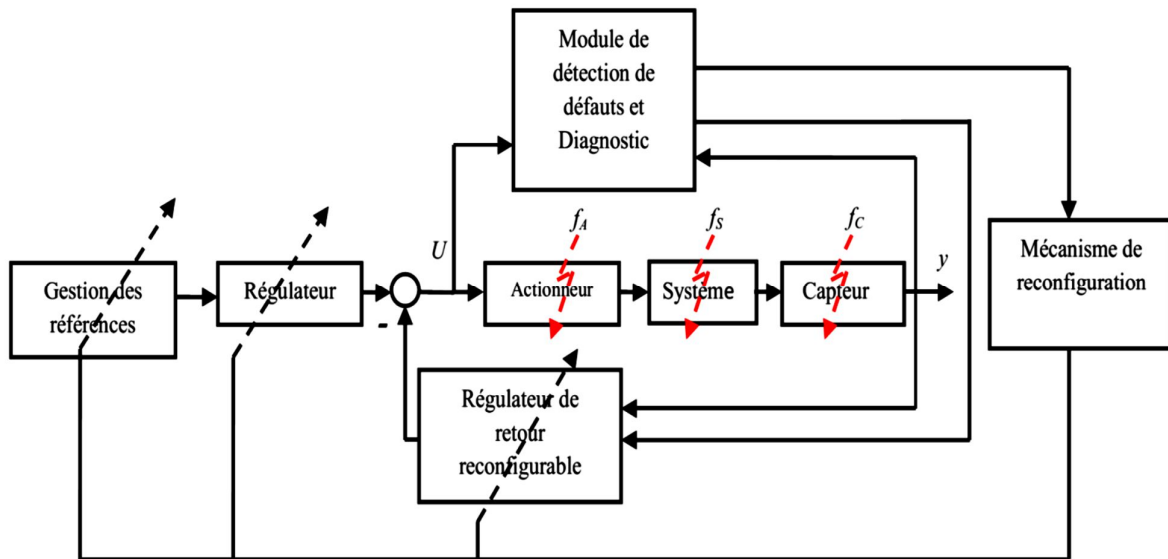 Module de
détection de
défauts et
Diagnostic
f_A
f_S
f_C
U
y
Gestion des
références
Régulateur
Actionneur
Système
Capteur
Mécanisme de
reconfiguration
-
Régulateur de
retour
reconfigurable